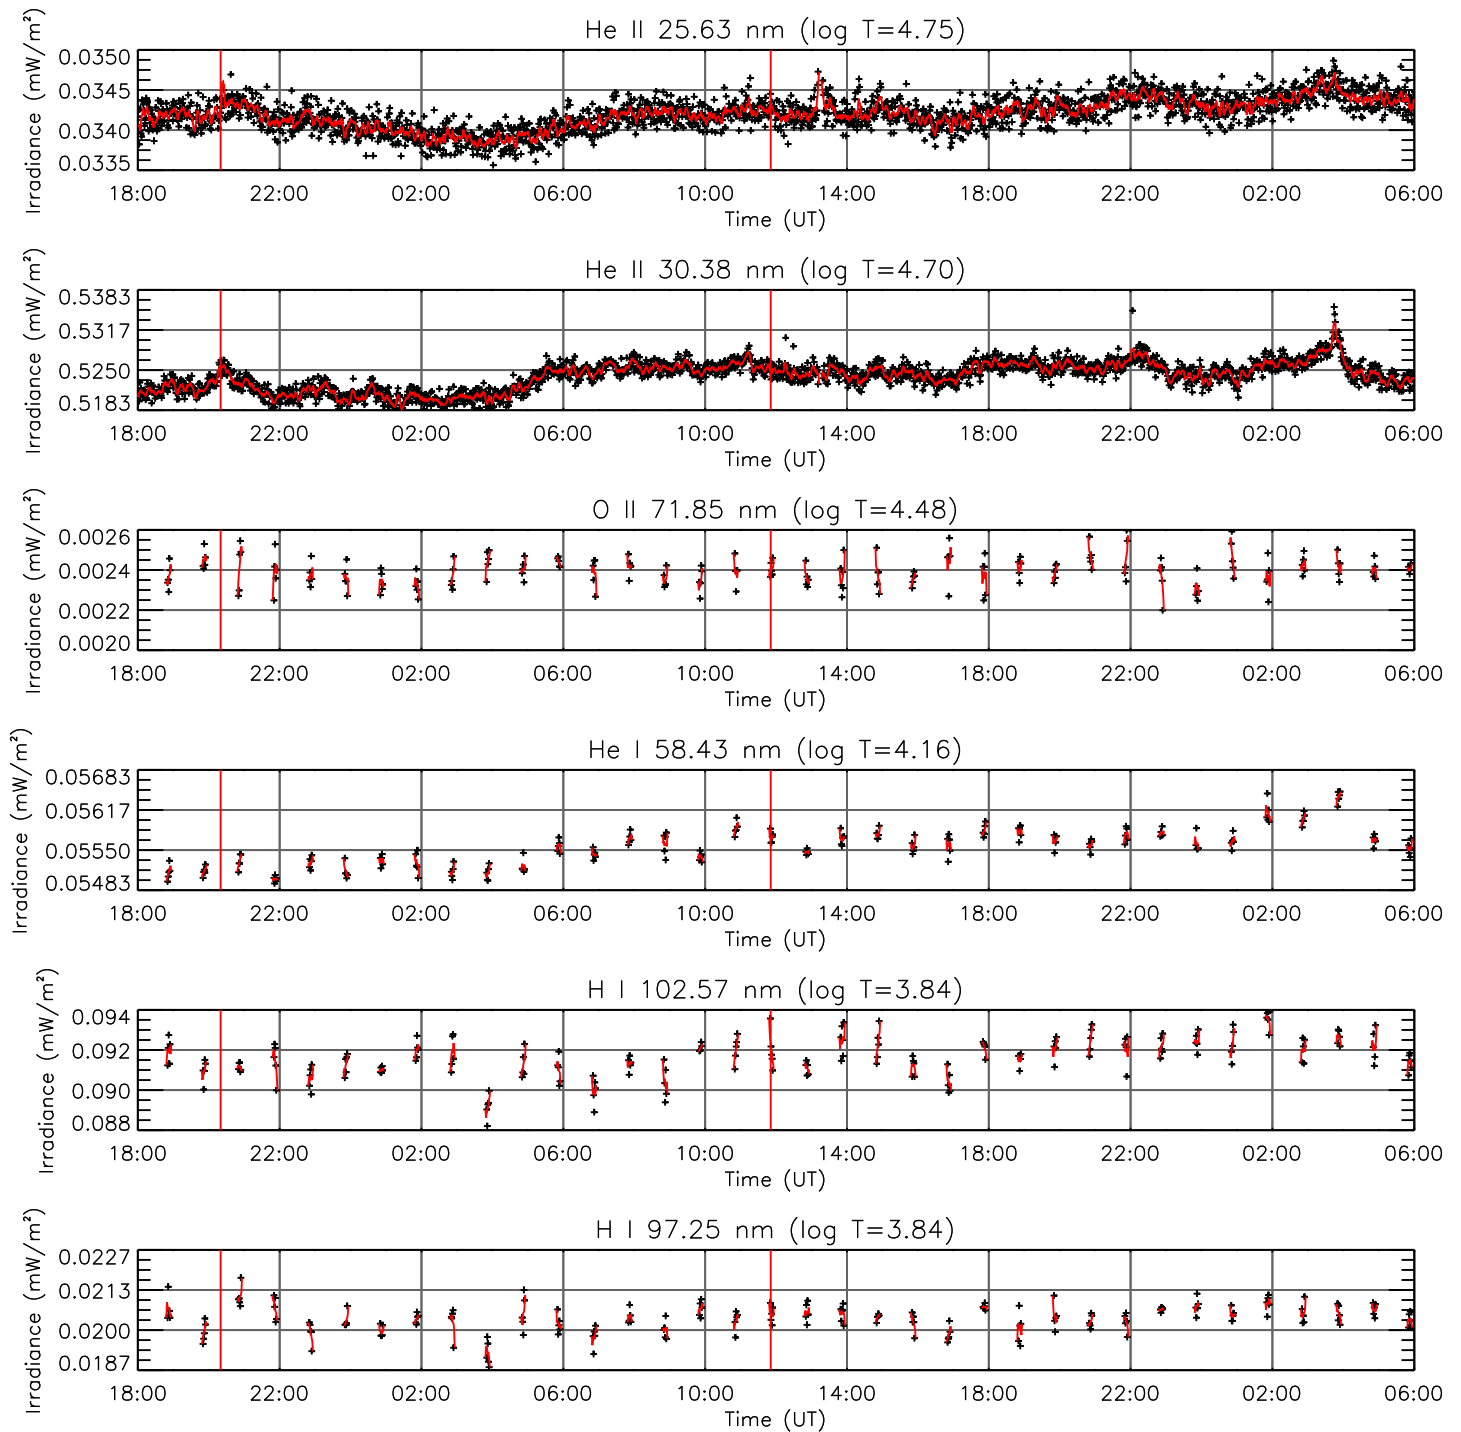 He II 25.63 nm (log T=4.75)
Irradiance (mW/m²)
0.0350
0.0345
0.0340
0.0335
18:00 22:00 02:00 06:00 10:00 14:00 18:00 22:00 02:00 06:00
Time (UT)
He II 30.38 nm (log T=4.70)
Irradiance (mW/m²)
0.5383
0.5317
0.5250
0.5183
18:00 22:00 02:00 06:00 10:00 14:00 18:00 22:00 02:00 06:00
Time (UT)
O II 71.85 nm (log T=4.48)
Irradiance (mW/m²)
0.0026
0.0024
0.0022
0.0020
18:00 22:00 02:00 06:00 10:00 14:00 18:00 22:00 02:00 06:00
Time (UT)
He I 58.43 nm (log T=4.16)
Irradiance (mW/m²)
0.05683
0.05617
0.05550
0.05483
18:00 22:00 02:00 06:00 10:00 14:00 18:00 22:00 02:00 06:00
Time (UT)
H I 102.57 nm (log T=3.84)
Irradiance (mW/m²)
0.094
0.092
0.090
0.088
18:00 22:00 02:00 06:00 10:00 14:00 18:00 22:00 02:00 06:00
Time (UT)
H I 97.25 nm (log T=3.84)
Irradiance (mW/m²)
0.0227
0.0213
0.0200
0.0187
18:00 22:00 02:00 06:00 10:00 14:00 18:00 22:00 02:00 06:00
Time (UT)